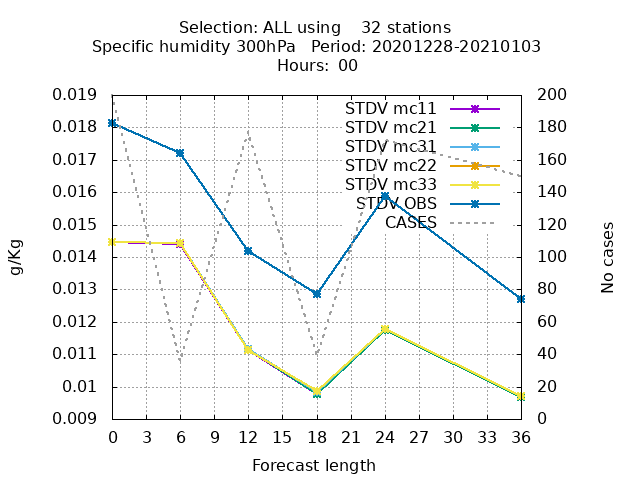 Selection: ALL using    32 stations
Specific humidity 300hPa   Period: 20201228-20210103
Hours: 00
0.019
0.018
0.017
0.016
0.015
0.014
0.013
0.012
0.011
0.01
0.009
g/Kg
STDV mc11
STDV mc21
STDV mc31
STDV mc22
STDV mc33
STDV OBS
CASES
200
180
160
140
120
100
80
60
40
20
0
No cases
0 3 6 9 12 15 18 21 24 27 30 33 36
Forecast length